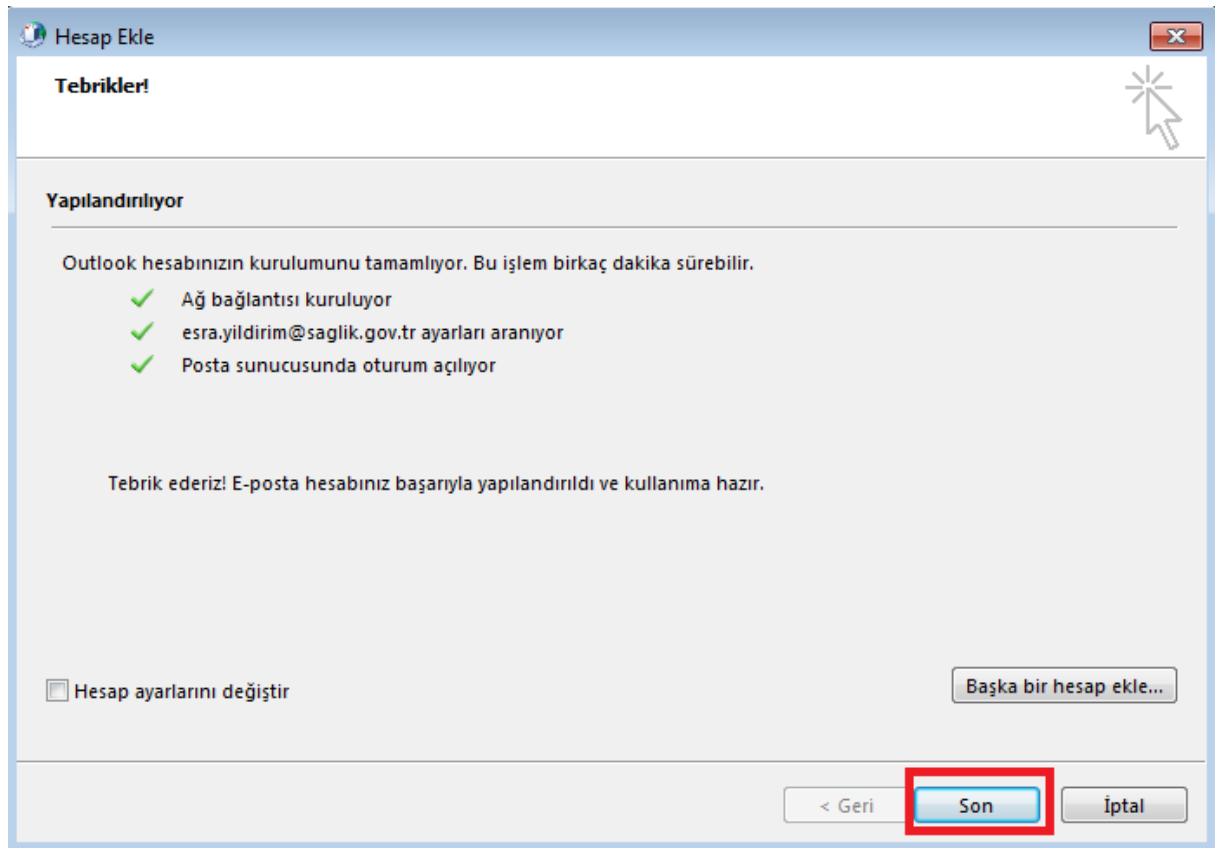 Hesap Ekle
Tebrikler!
Yapılandırılıyor
Outlook hesabınızın kurulumunu tamamlıyor. Bu işlem birkaç dakika sürebilir.
Ağ bağlantısı kuruluyor
esra.yildirim@saglik.gov.tr ayarları aranıyor
Posta sunucusunda oturum açılıyor
Tebrik ederiz! E-posta hesabınız başarıyla yapılandırıldı ve kullanıma hazır.
Hesap ayarlarını değiştir
Başka bir hesap ekle...
< Geri
Son
İptal